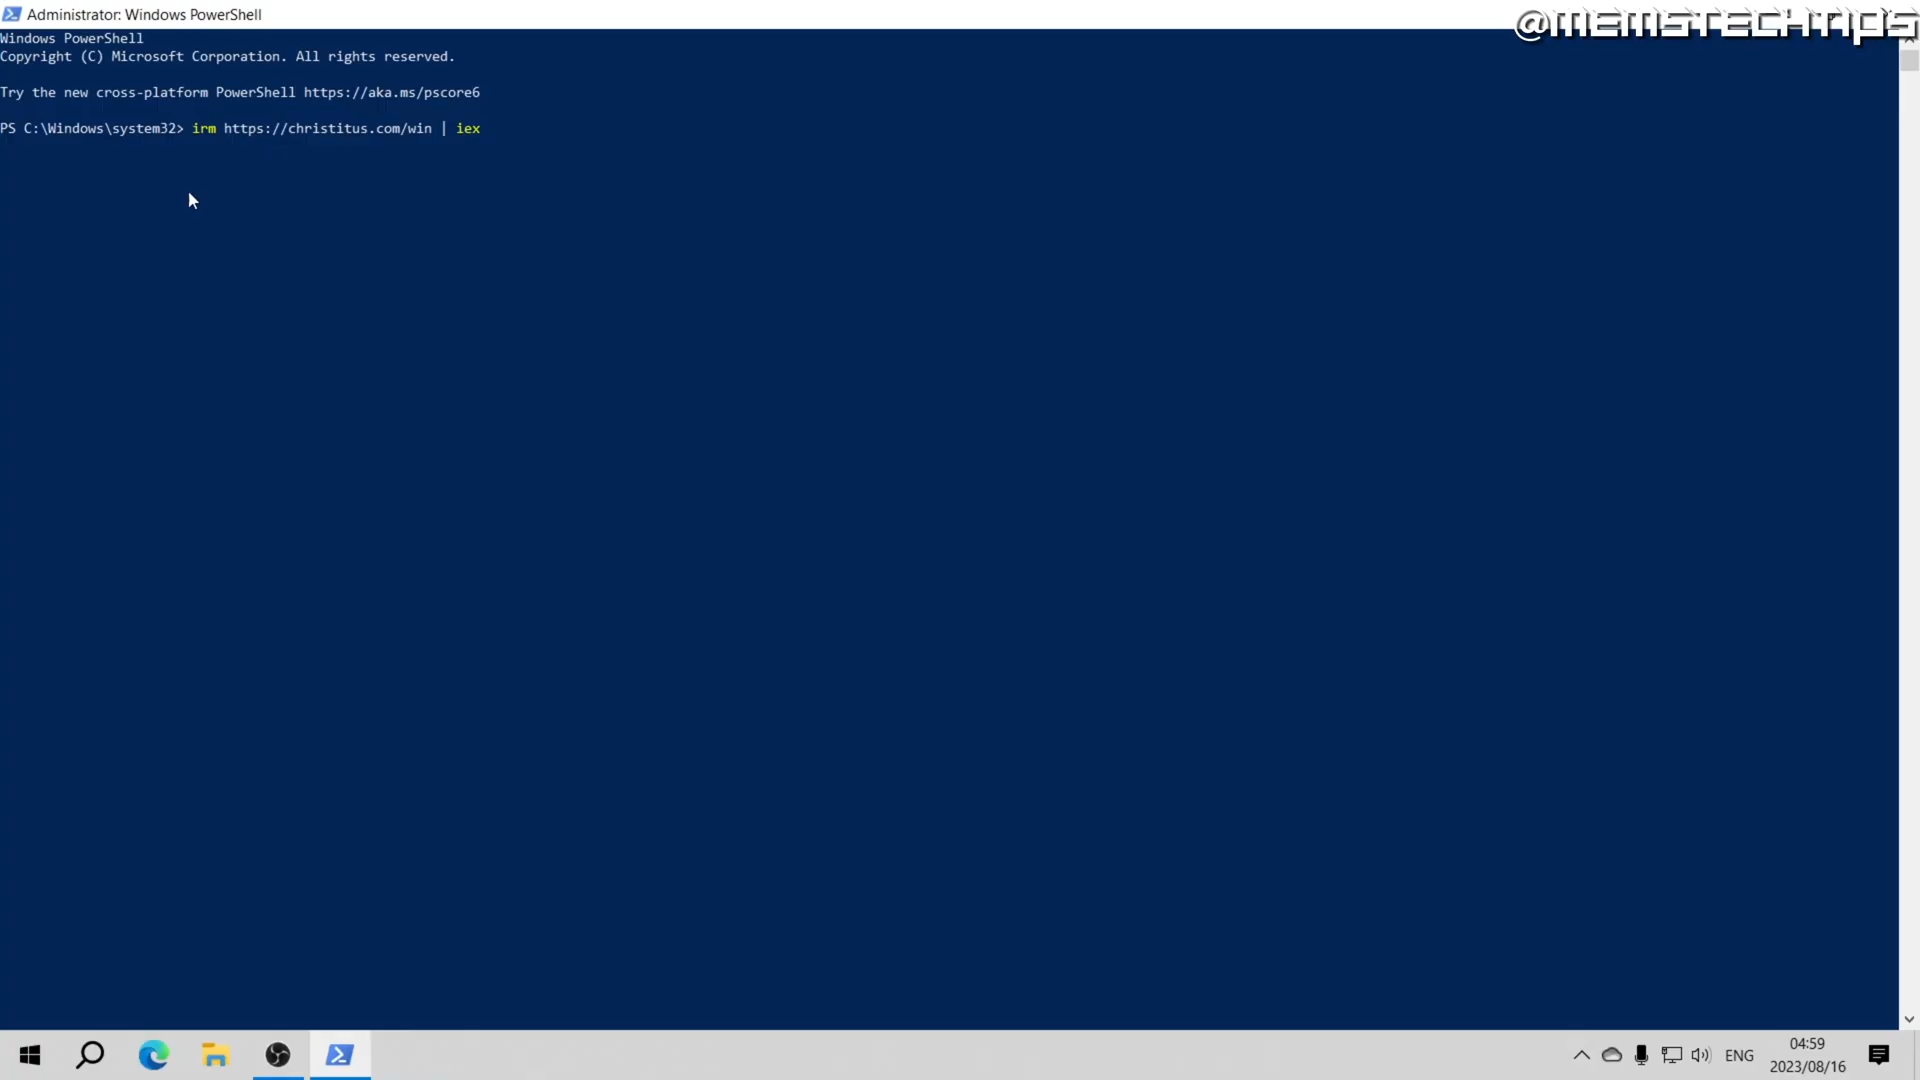 Administrator: Windows PowerShell
@MEMSTECHTIPS
Windows PowerShell
Copyright (C) Microsoft Corporation. All rights reserved.
Try the new cross-platform PowerShell https://aka.ms/pscore6
PS C:\Windows\system32> irm https://christitus.com/win | iex
ENG
04:59
2023/08/16